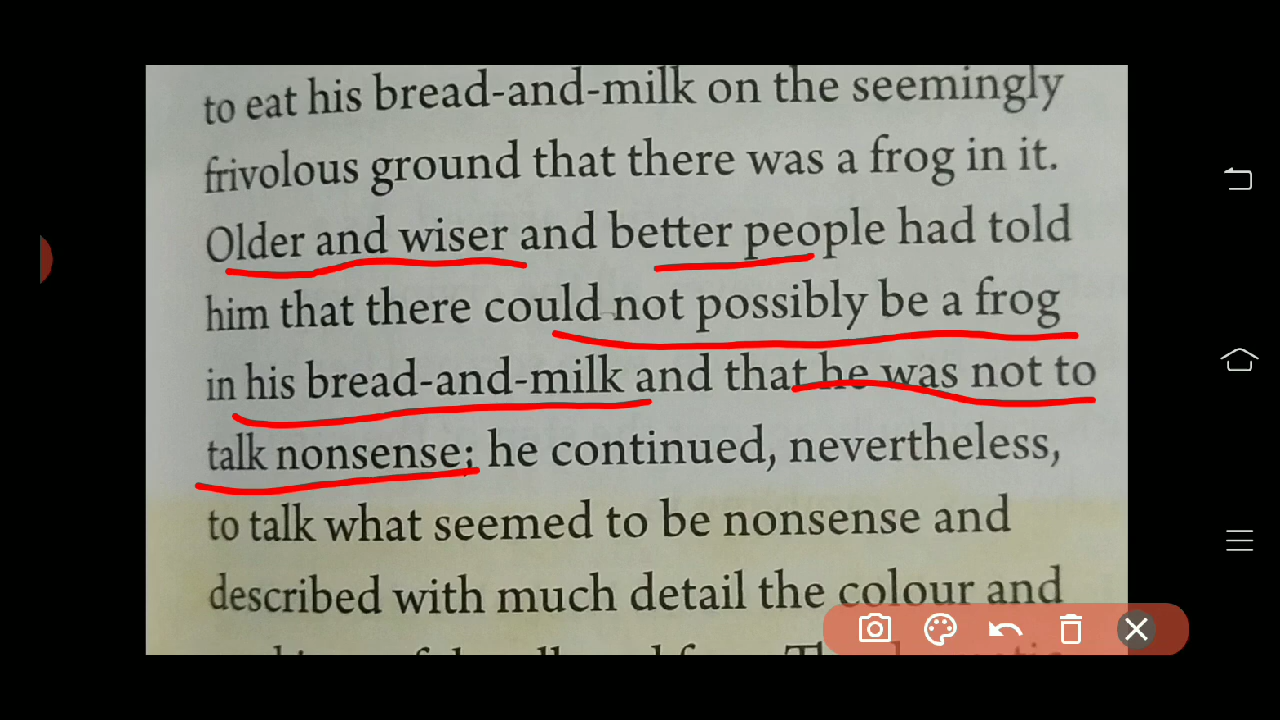 to eat his bread-and-milk on the seemingly
frivolous ground that there was a frog in it.
Older and wiser and better people had told
him that there could not possibly be a frog
in his bread-and-milk and that he was not to
talk nonsense; he continued, nevertheless,
to talk what seemed to be nonsense and
described with much detail the colour and